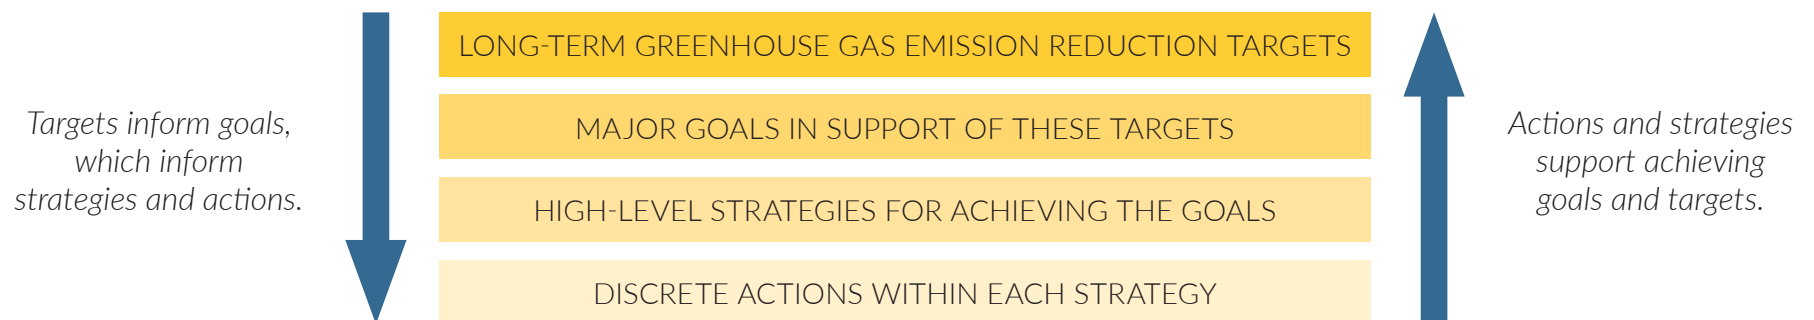 Targets inform goals,
which inform
strategies and actions.
LONG-TERM GREENHOUSE GAS EMISSION REDUCTION TARGETS
MAJOR GOALS IN SUPPORT OF THESE TARGETS
HIGH-LEVEL STRATEGIES FOR ACHIEVING THE GOALS
DISCRETE ACTIONS WITHIN EACH STRATEGY
Actions and strategies
support achieving
goals and targets.